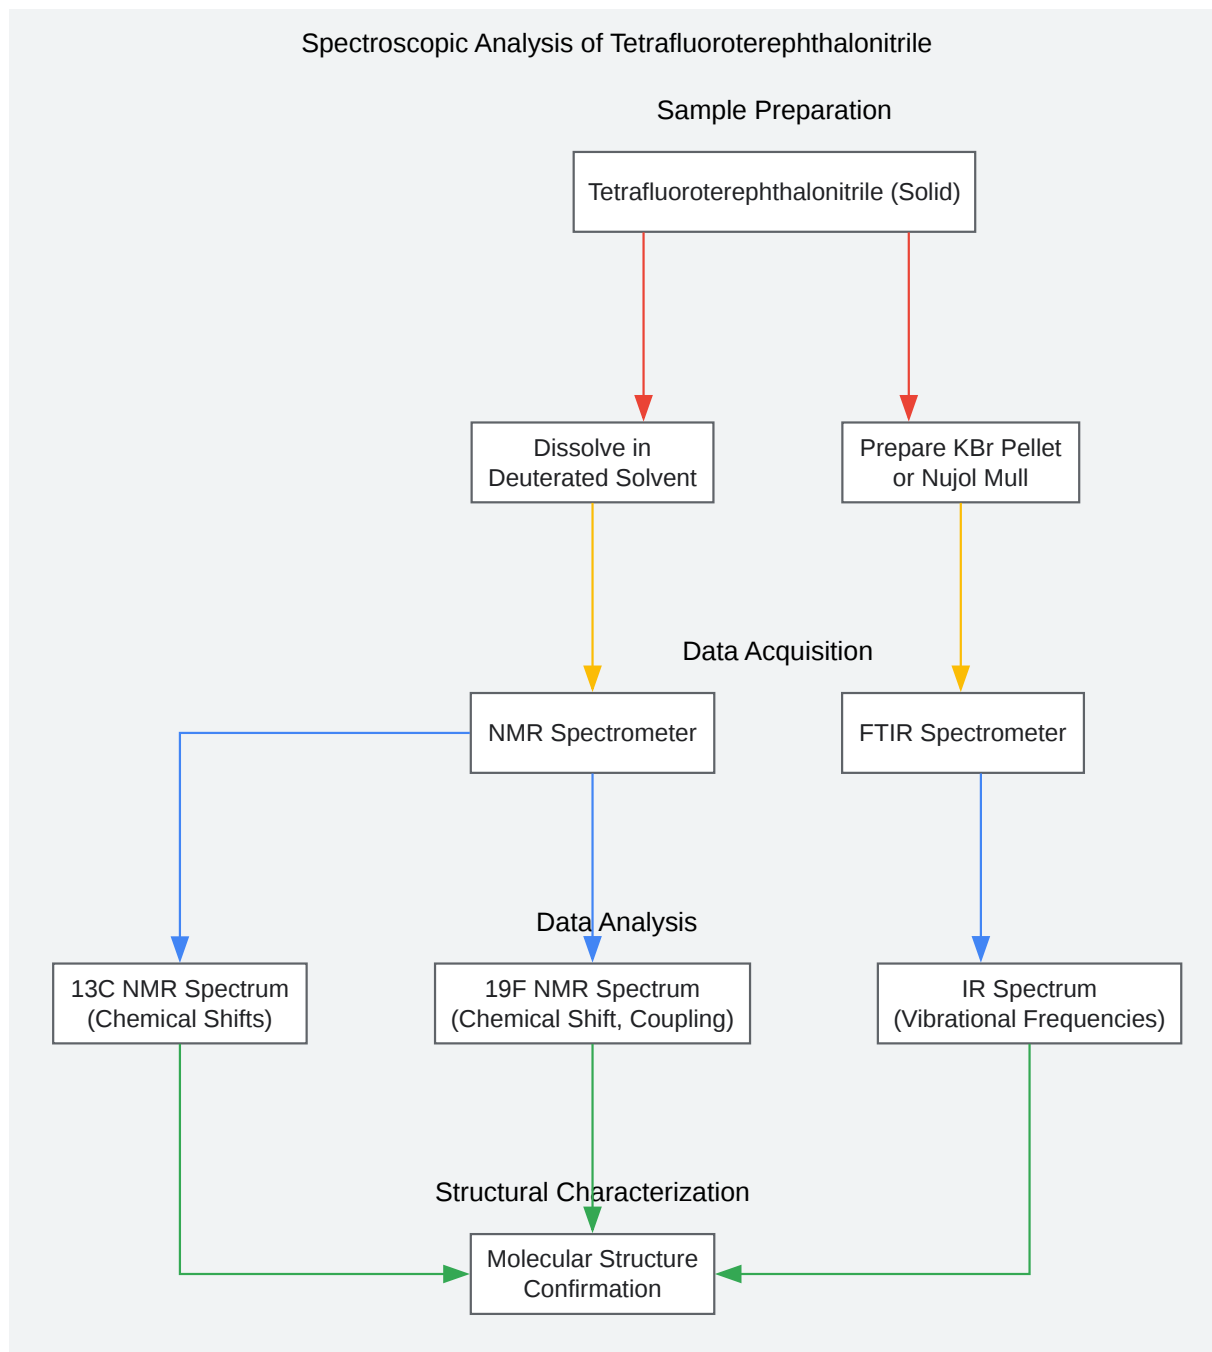 Spectroscopic Analysis of Tetrafluoroterephthalonitrile
Sample Preparation
Tetrafluoroterephthalonitrile (Solid)
Dissolve in
Deuterated Solvent
Prepare KBr Pellet
or Nujol Mull
Data Acquisition
NMR Spectrometer
FTIR Spectrometer
Data Analysis
13C NMR Spectrum
(Chemical Shifts)
19F NMR Spectrum
(Chemical Shift, Coupling)
IR Spectrum
(Vibrational Frequencies)
Structural Characterization
Molecular Structure
Confirmation